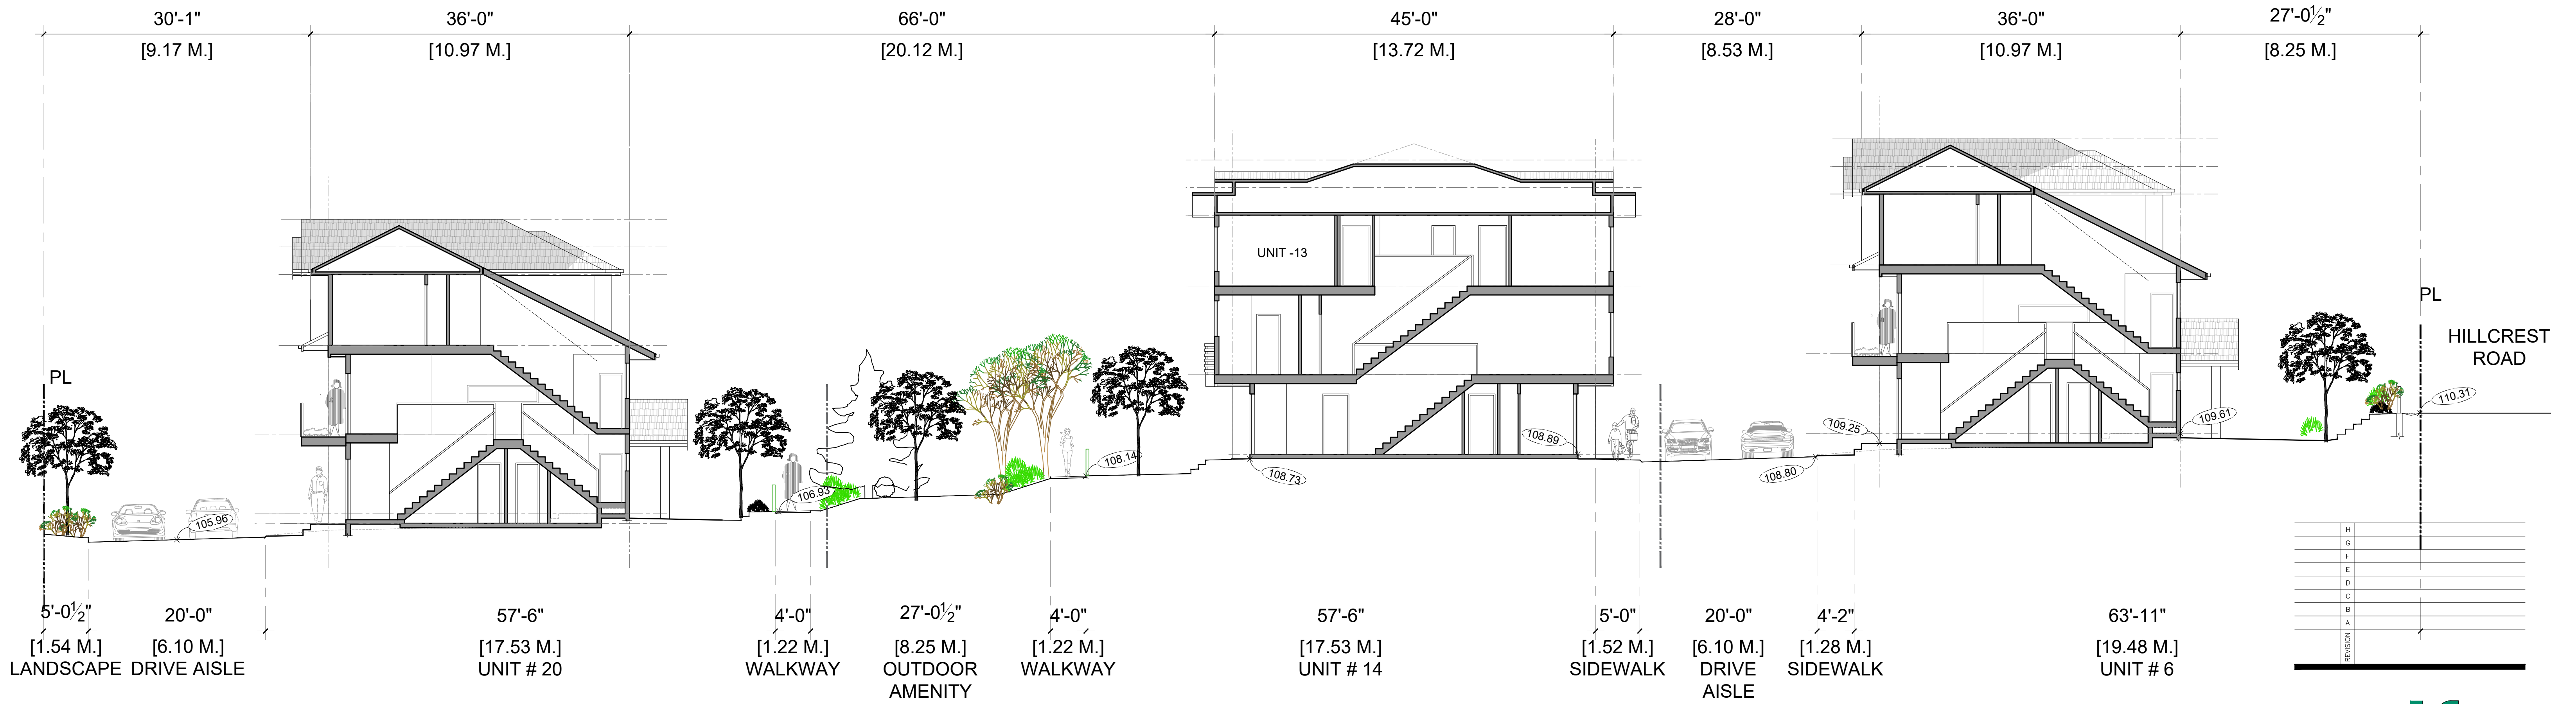 30'-1"
36'-0"
66'-0"
45'-0"
28'-0"
36'-0"
27'-0½"
[9.17 M.]
[10.97 M.]
[20.12 M.]
[13.72 M.]
[8.53 M.]
[10.97 M.]
[8.25 M.]
UNIT -13
PL
PL
HILLCREST
ROAD
110.31
109.61
109.25
108.89
108.80
108.73
108.14
106.93
105.96
H
G
F
E
D
C
B
A
REVISION
5'-0½"
20'-0"
57'-6"
4'-0"
27'-0½"
4'-0"
57'-6"
5'-0"
20'-0"
4'-2"
63'-11"
[1.54 M.]
[6.10 M.]
[17.53 M.]
[1.22 M.]
[8.25 M.]
[1.22 M.]
[17.53 M.]
[1.52 M.]
[6.10 M.]
[1.28 M.]
[19.48 M.]
LANDSCAPE
DRIVE AISLE
UNIT # 20
WALKWAY
OUTDOOR
AMENITY
WALKWAY
UNIT # 14
SIDEWALK
DRIVE
AISLE
SIDEWALK
UNIT # 6